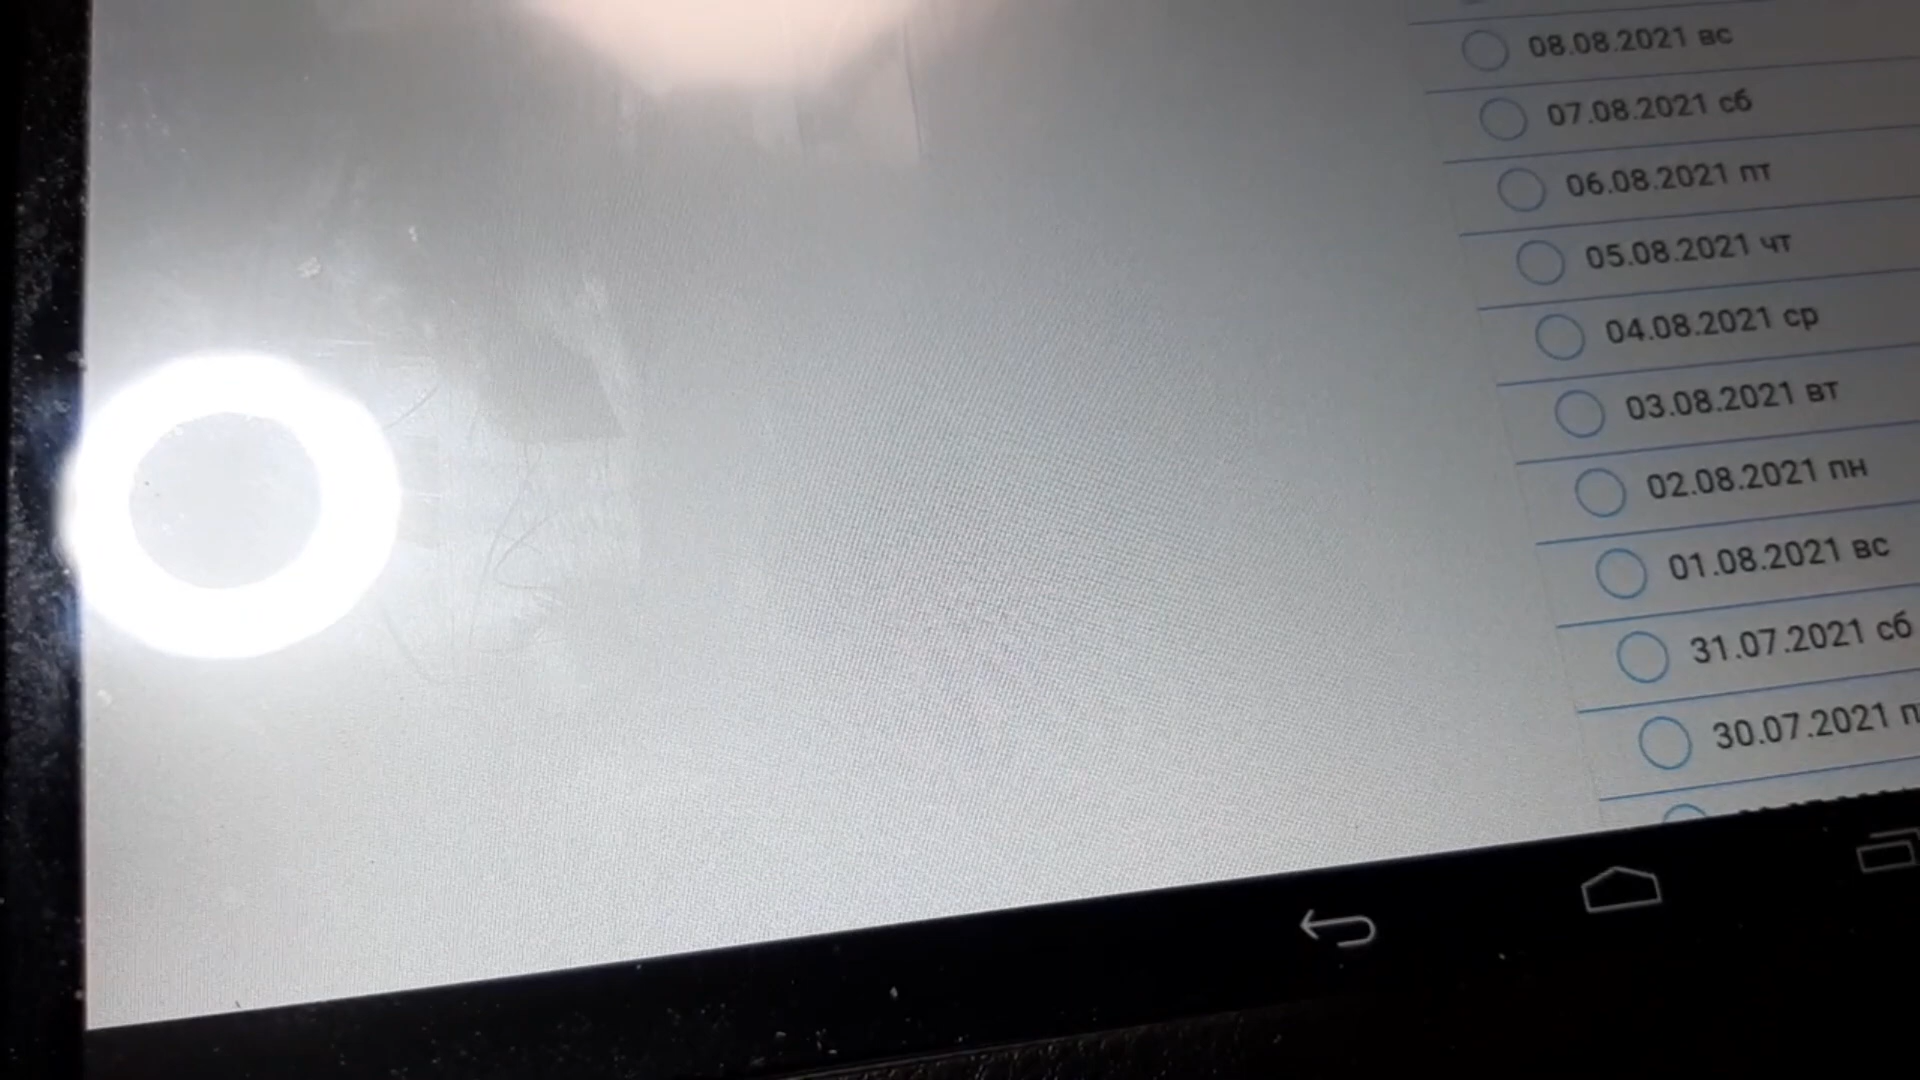 08.08.2021 вс
07.08.2021 сб
06.08.2021 пт
05.08.2021 чт
04.08.2021 ср
03.08.2021 вт
02.08.2021 пн
01.08.2021 вс
31.07.2021 сб
30.07.2021